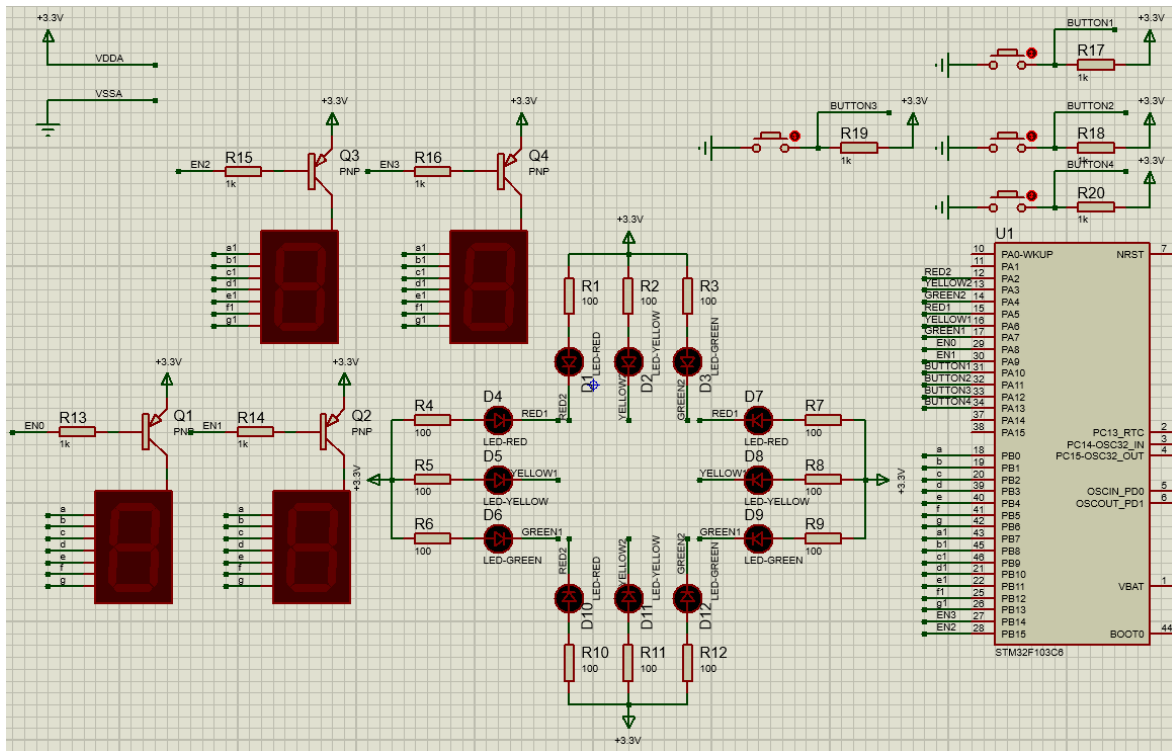 +3.3V
VDDA
VSSA
+3.3V
EN2
R15
1k
Q3
PNP
+3.3V
EN3
R16
1k
Q4
PNP
BUTTON3
+3.3V
R19
1k
BUTTON1
+3.3V
R17
1k
BUTTON2
+3.3V
R18
1k
BUTTON4
+3.3V
R20
1k
a1
b1
c1
d1
e1
f1
g1
a1
b1
c1
d1
e1
f1
g1
+3.3V
R1
100
R2
100
R3
100
D1
LED-RED
D2
LED-YELLOW
D3
LED-GREEN
RED2
YELLOW2
GREEN2
+3.3V
EN0
R13
1k
Q1
PNP
+3.3V
EN1
R14
1k
Q2
PNP
a
b
c
d
e
f
g
a
b
c
d
e
f
g
+3.3V
R4
100
D4
LED-RED
RED1
R5
100
D5
LED-YELLOW
YELLOW1
R6
100
D6
LED-GREEN
GREEN1
RED1
D7
LED-RED
R7
100
YELLOW1
D8
LED-YELLOW
R8
100
GREEN1
D9
LED-GREEN
R9
100
+3.3V
RED2
LED-RED
D10
YELLOW2
LED-YELLOW
D11
GREEN2
LED-GREEN
D12
R10
100
R11
100
R12
100
+3.3V
U1
10 PA0-WKUP
11 PA1
RED2 12 PA2
YELLOW2 13 PA3
GREEN2 14 PA4
RED1 15 PA5
YELLOW1 16 PA6
GREEN1 17 PA7
EN0 29 PA8
EN1 30 PA9
BUTTON1 31 PA10
BUTTON2 32 PA11
BUTTON3 33 PA12
BUTTON4 34 PA13
37 PA14
38 PA15
a 18 PB0
b 19 PB1
c 20 PB2
d 39 PB3
e 40 PB4
f 41 PB5
g 42 PB6
a1 43 PB7
b1 45 PB8
c1 46 PB9
d1 21 PB10
e1 22 PB11
f1 25 PB12
g1 26 PB13
EN3 27 PB14
EN2 28 PB15
NRST 7
PC13_RTC 2
PC14-OSC32_IN 3
PC15-OSC32_OUT 4
OSCIN_PD0 5
OSCOUT_PD1 6
VBAT 1
BOOT0 44
STM32F103C6